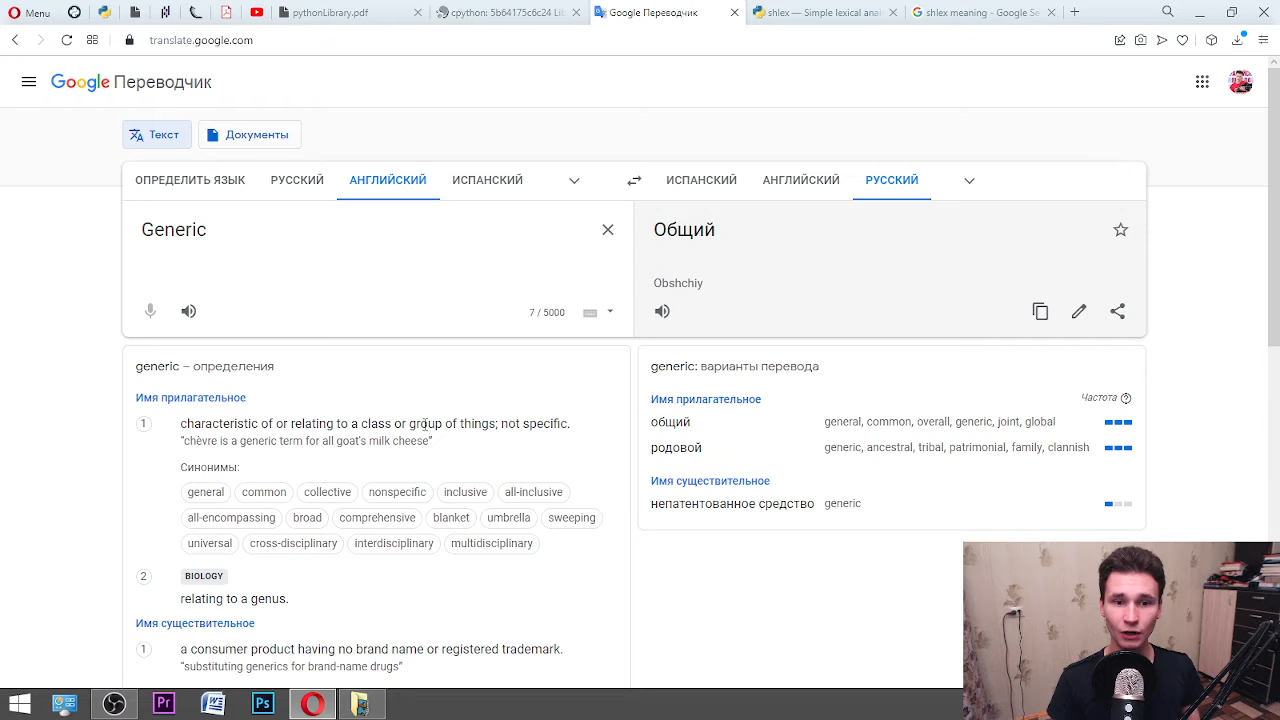 Menu
pythonLibrary.pdf
cpython: 5b64175c6c24 Lib
Google Переводчик
shlex — Simple lexical anal
shlex meaning - Google Se
translate.google.com
Google Переводчик
Текст
Документы
ОПРЕДЕЛИТЬ ЯЗЫК РУССКИЙ АНГЛИЙСКИЙ ИСПАНСКИЙ
ИСПАНСКИЙ АНГЛИЙСКИЙ РУССКИЙ
Generic
Общий
Obshchiy
7 / 5000
generic – определения
Имя прилагательное
1 characteristic of or relating to a class or group of things; not specific.
"chèvre is a generic term for all goat's milk cheese"
Синонимы:
general common collective nonspecific inclusive all-inclusive
all-encompassing broad comprehensive blanket umbrella sweeping
universal cross-disciplinary interdisciplinary multidisciplinary
2 BIOLOGY
relating to a genus.
Имя существительное
1 a consumer product having no brand name or registered trademark.
"substituting generics for brand-name drugs"
generic: варианты перевода
Имя прилагательное Частота
общий general, common, overall, generic, joint, global
родовой generic, ancestral, tribal, patrimonial, family, clannish
Имя существительное
непатентованное средство generic
Pr
W
Ps